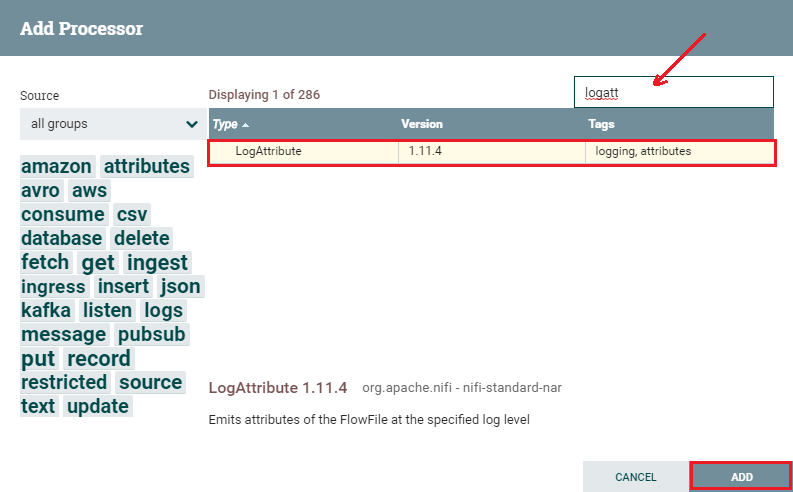 Add Processor
Source
Displaying 1 of 286
logatt
all groups
Type Version Tags
LogAttribute 1.11.4 logging, attributes
amazon attributes
avro aws
consume csv
database delete
fetch get ingest
ingress insert json
kafka listen logs
message pubsub
put record
restricted source
text update
LogAttribute 1.11.4 org.apache.nifi - nifi-standard-nar
Emits attributes of the FlowFile at the specified log level
CANCEL ADD